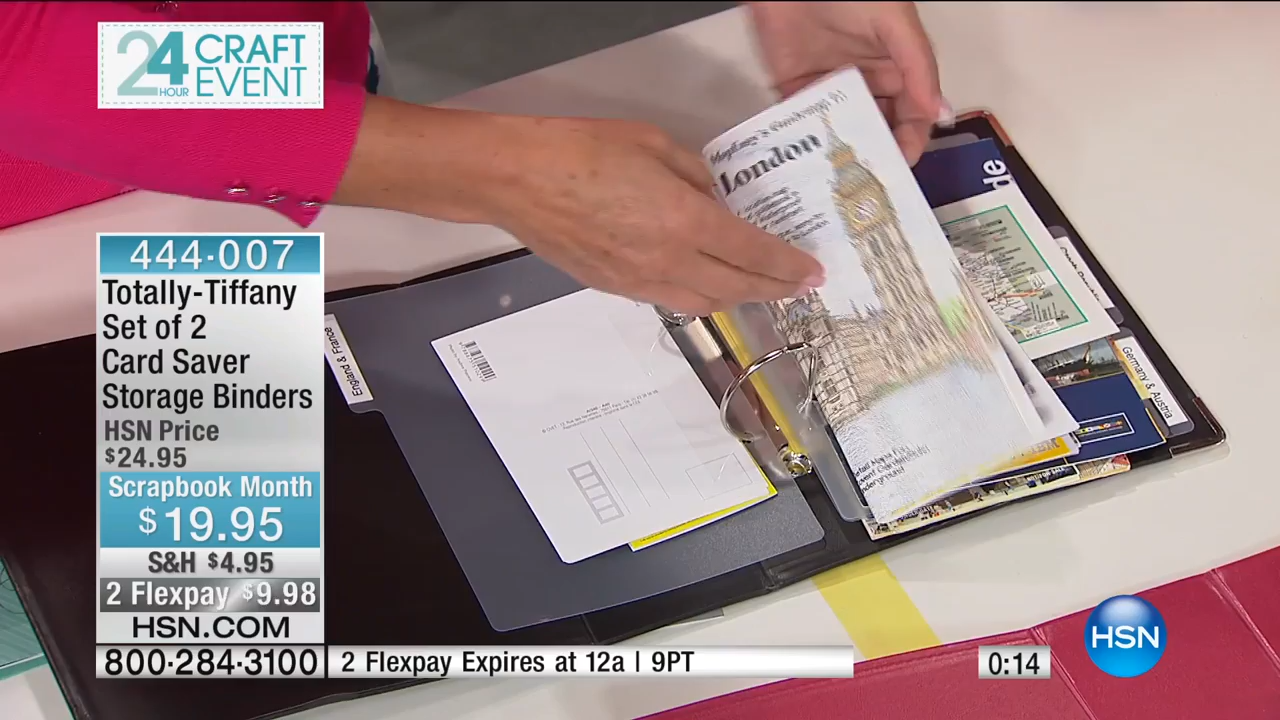 24
HOUR
CRAFT
EVENT
444-007
Totally-Tiffany
Set of 2
Card Saver
Storage Binders
HSN Price
$24.95
Scrapbook Month
$19.95
S&H $4.95
2 Flexpay $9.98
HSN.COM
800-284-3100
2 Flexpay Expires at 12a | 9PT
0:14
HSN
London
England & France
Germany & Austria
de